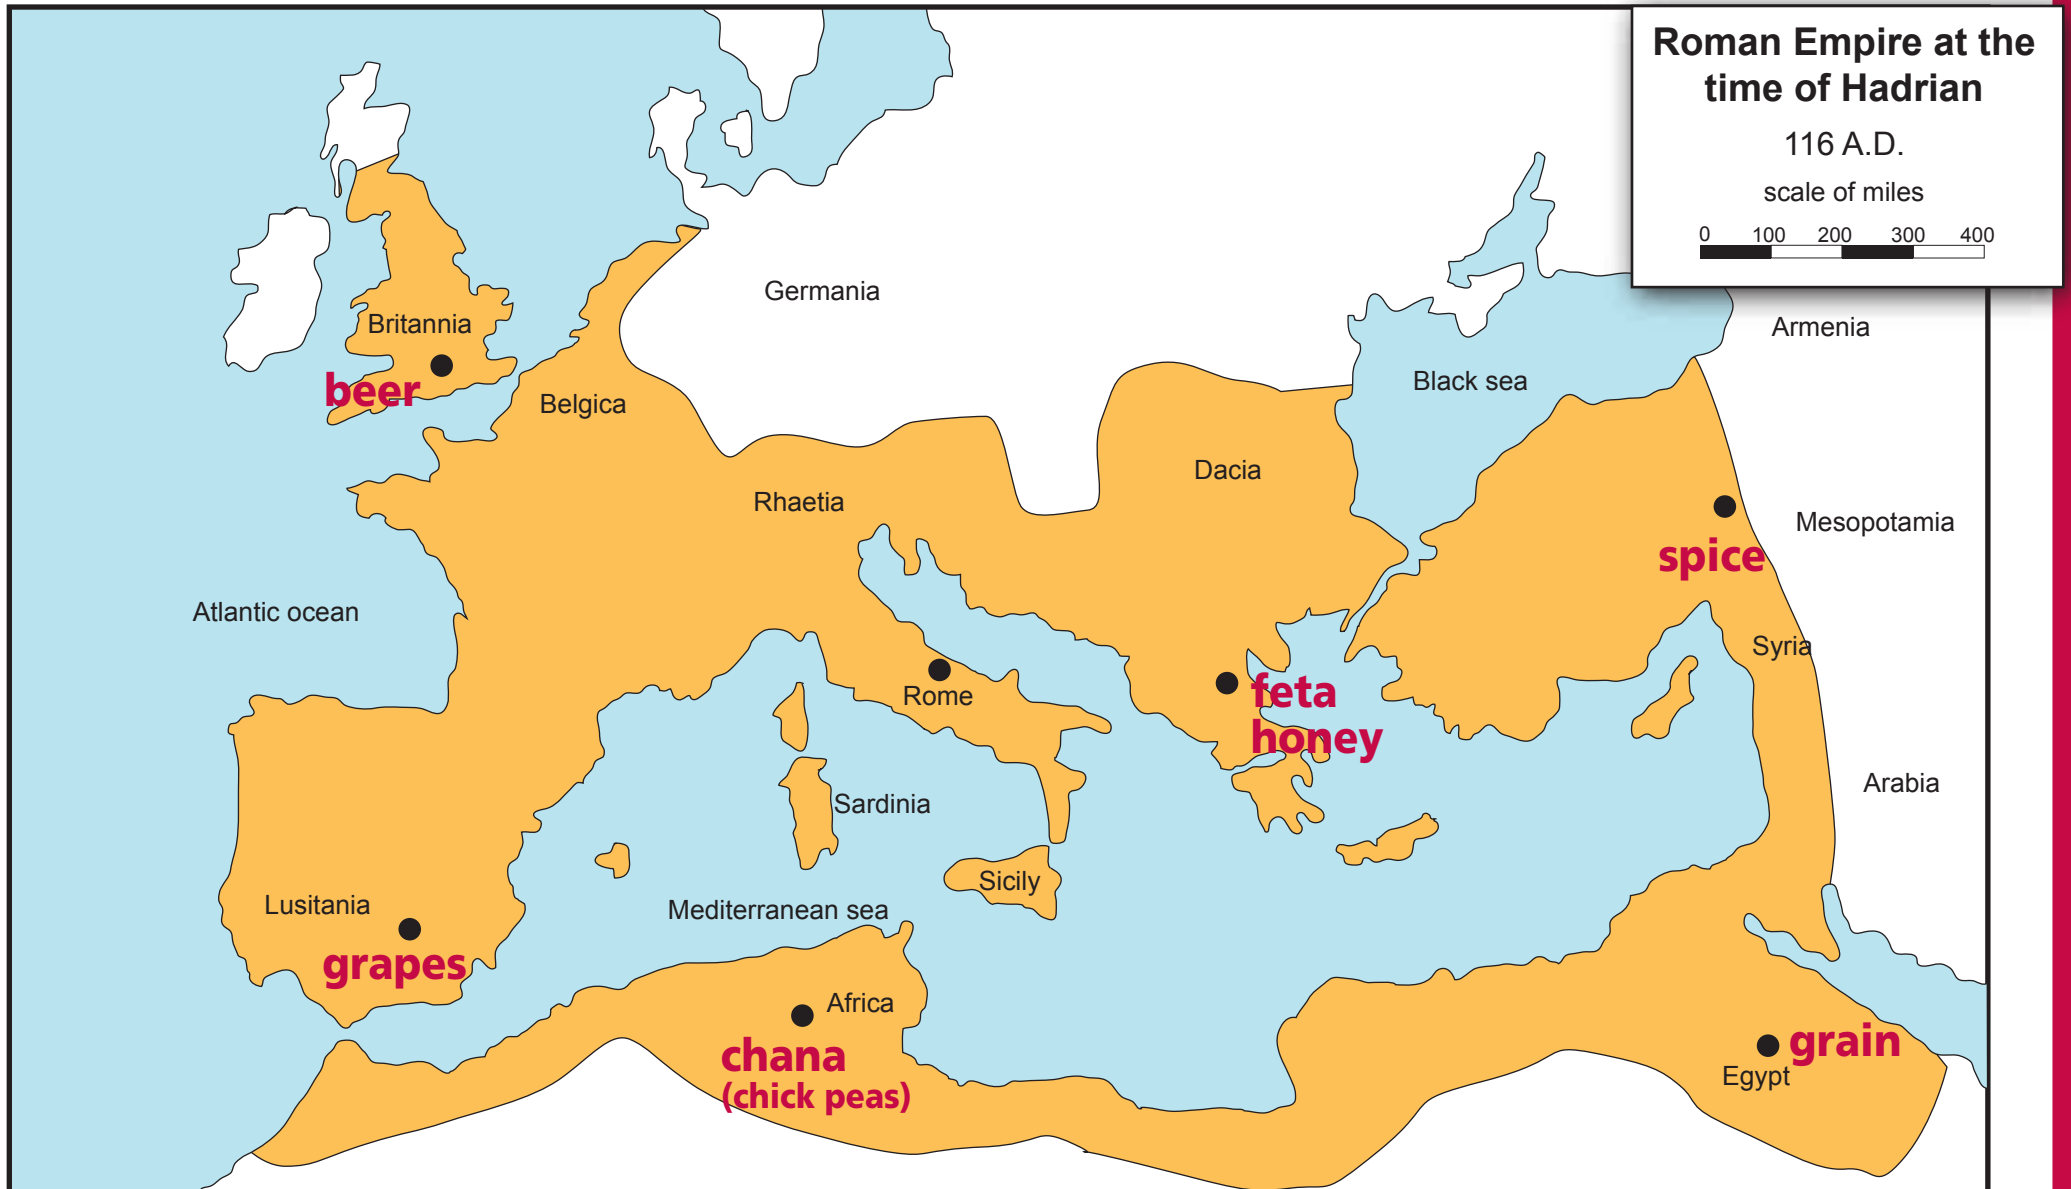 Roman Empire at the
time of Hadrian
116 A.D.
scale of miles
0 100 200 300 400
Germania
Armenia
Britannia
beer
Belgica
Black sea
Dacia
Rhaetia
Mesopotamia
spice
Atlantic ocean
Syria
Rome
feta
honey
Sardinia
Arabia
Sicily
Lusitania
grapes
Mediterranean sea
Africa
chana
(chick peas)
grain
Egypt